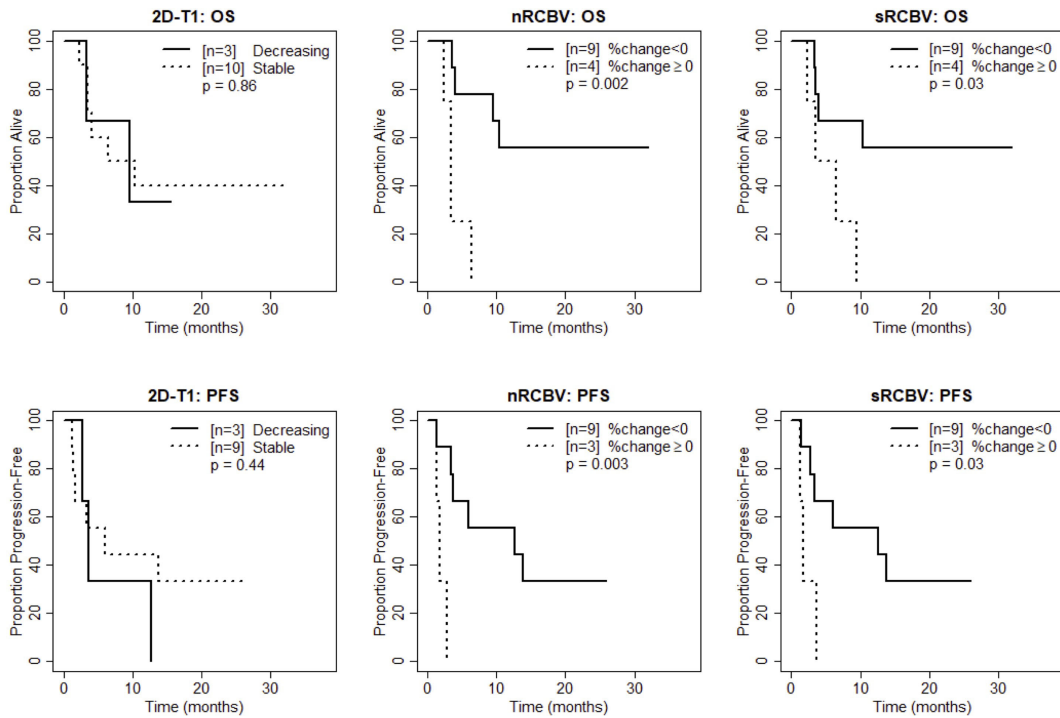 2D-T1: OS
[n=3] Decreasing
[n=10] Stable
p = 0.86
Proportion Alive
0 20 40 60 80 100
0 10 20 30
Time (months)
nRCBV: OS
[n=9] %change<0
[n=4] %change≥0
p = 0.002
Proportion Alive
0 20 40 60 80 100
0 10 20 30
Time (months)
sRCBV: OS
[n=9] %change<0
[n=4] %change≥0
p = 0.03
Proportion Alive
0 20 40 60 80 100
0 10 20 30
Time (months)
2D-T1: PFS
[n=3] Decreasing
[n=9] Stable
p = 0.44
Proportion Progression-Free
0 20 40 60 80 100
0 10 20 30
Time (months)
nRCBV: PFS
[n=9] %change<0
[n=3] %change≥0
p = 0.003
Proportion Progression-Free
0 20 40 60 80 100
0 10 20 30
Time (months)
sRCBV: PFS
[n=9] %change<0
[n=3] %change≥0
p = 0.03
Proportion Progression-Free
0 20 40 60 80 100
0 10 20 30
Time (months)